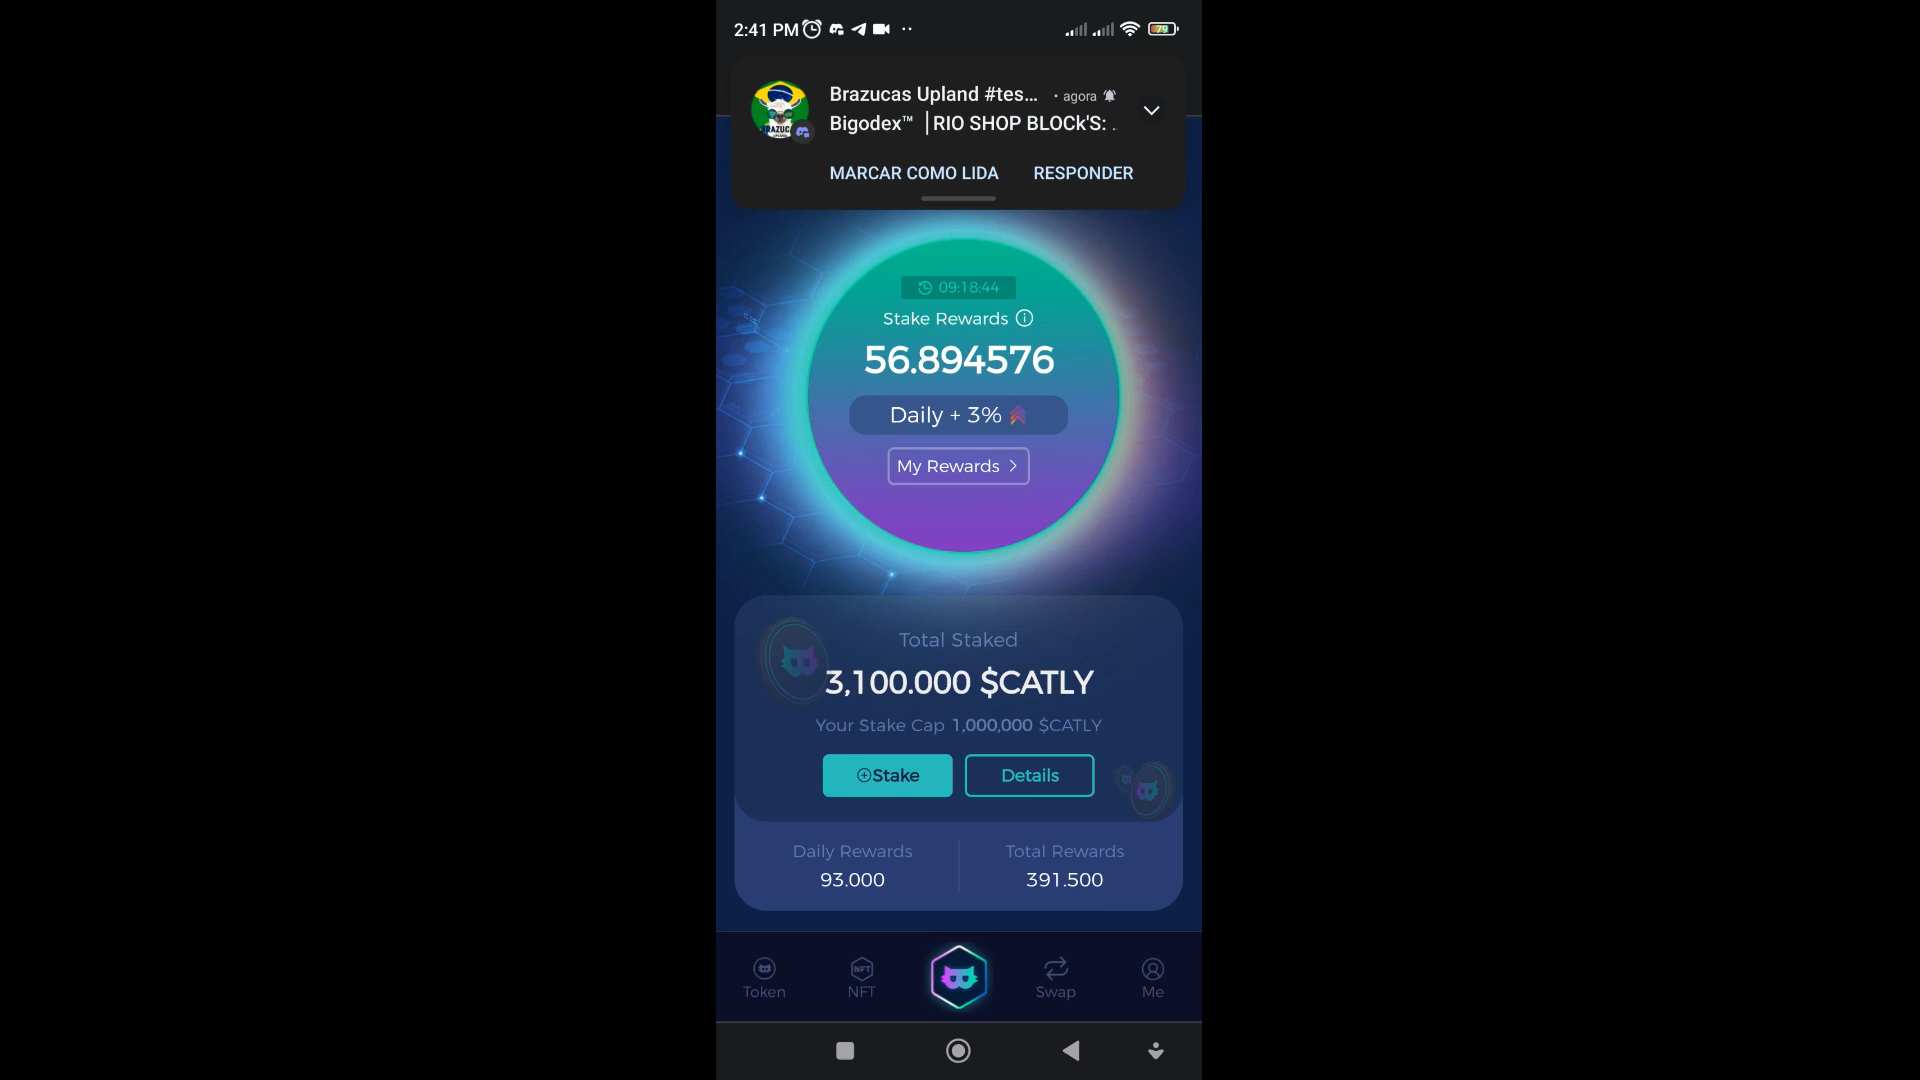 2:41 PM
79
Brazucas Upland #tes... • agora
Bigodex™ | RIO SHOP BLOCk'S: ..
MARCAR COMO LIDA
RESPONDER
09:18:44
Stake Rewards
56.894576
Daily + 3%
My Rewards >
Total Staked
3,100.000 $CATLY
Your Stake Cap 1,000,000 $CATLY
Stake
Details
Daily Rewards
93.000
Total Rewards
391.500
Token
NFT
NFT
Swap
Me